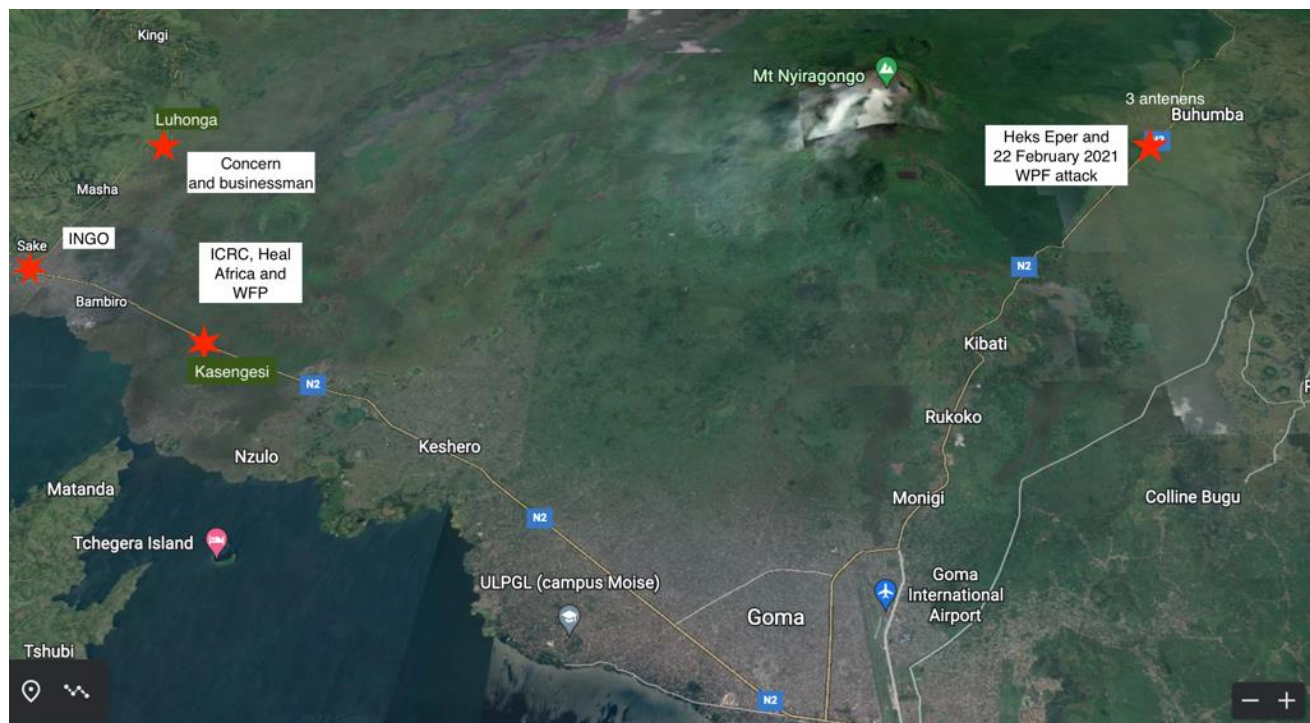 Kingi
Mt Nyiragongo
3 antenens
Buhumba
Luhonga
Concern
and businessman
Heks Eper and
22 February 2021
WPF attack
Masha
INGO
Sake
ICRC, Heal
Africa and
WFP
N2
Bambiro
Kasengesi
N2
Kibati
Rukoko
Keshero
Nzulo
Matanda
Monigi
Colline Bugu
N2
Tchegera Island
ULPGL (campus Moise)
Goma
Goma
International
Airport
Tshubi
N2